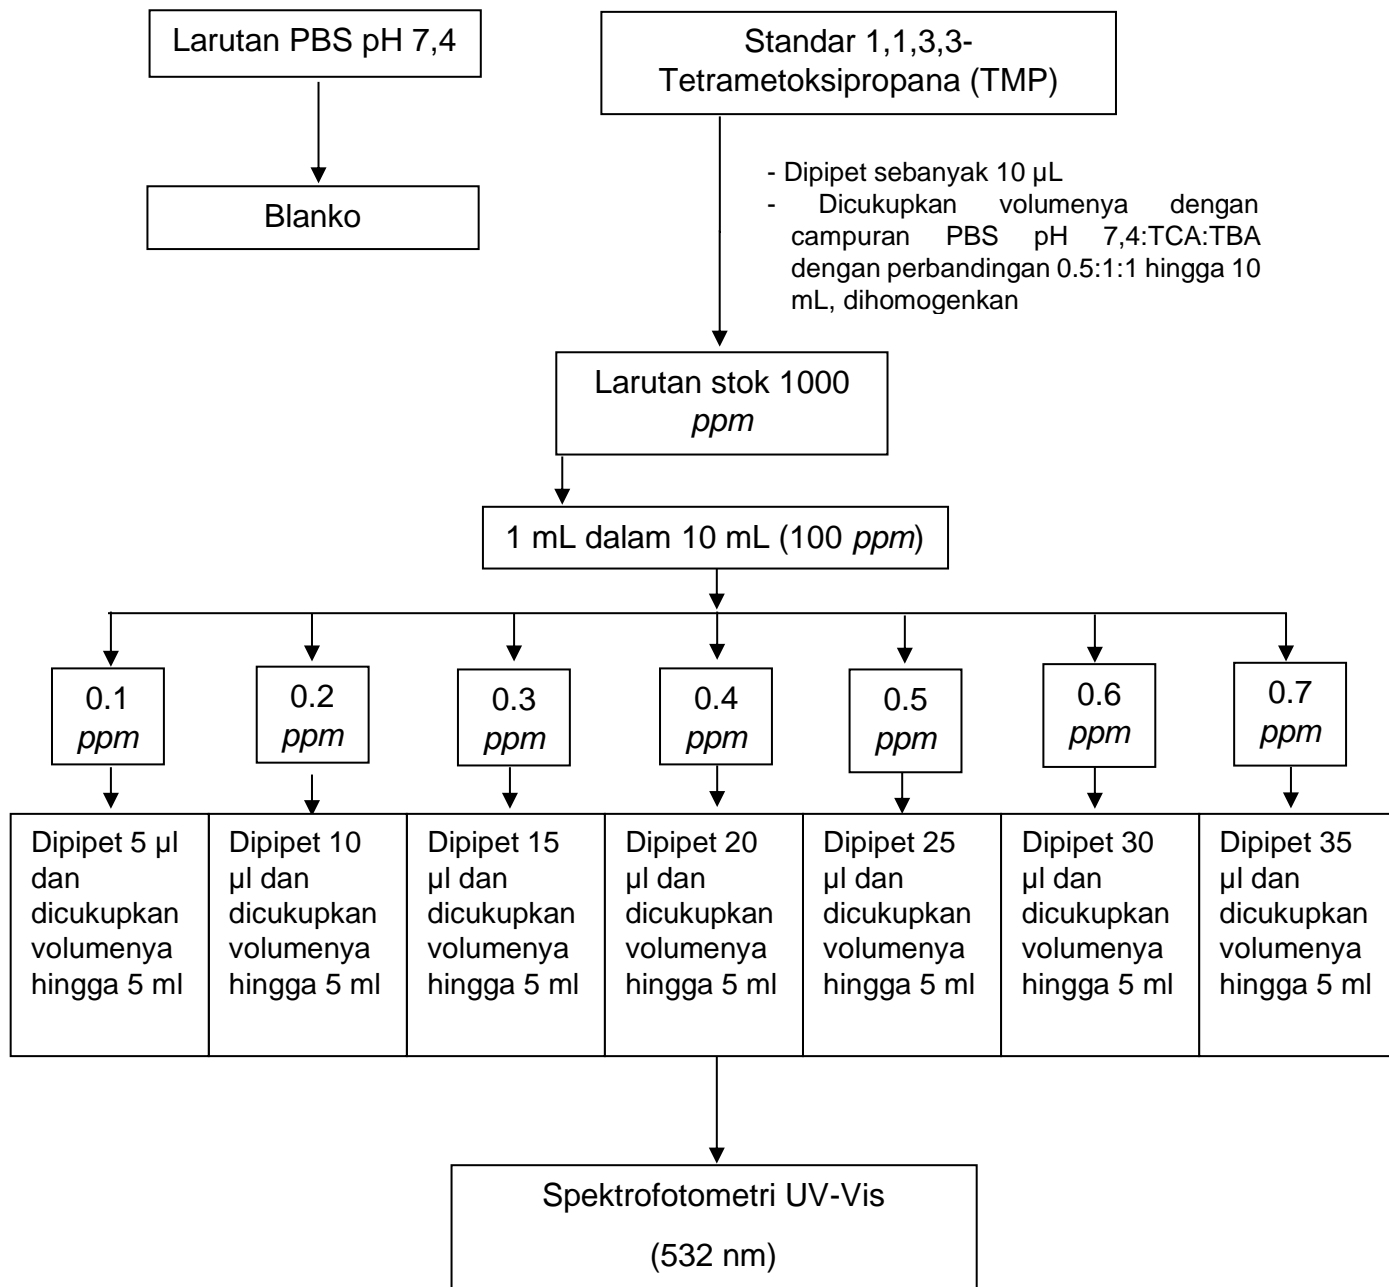 Larutan PBS pH 7,4
Standar 1,1,3,3-
Tetrametoksipropana (TMP)
Blanko
- Dipipet sebanyak 10 µL
- Dicukupkan volumenya dengan
campuran PBS pH 7,4:TCA:TBA
dengan perbandingan 0.5:1:1 hingga 10
mL, dihomogenkan
Larutan stok 1000
ppm
1 mL dalam 10 mL (100 ppm)
0.1
ppm
0.2
ppm
0.3
ppm
0.4
ppm
0.5
ppm
0.6
ppm
0.7
ppm
Dipipet 5 µl
dan
dicukupkan
volumenya
hingga 5 ml
Dipipet 10
µl dan
dicukupkan
volumenya
hingga 5 ml
Dipipet 15
µl dan
dicukupkan
volumenya
hingga 5 ml
Dipipet 20
µl dan
dicukupkan
volumenya
hingga 5 ml
Dipipet 25
µl dan
dicukupkan
volumenya
hingga 5 ml
Dipipet 30
µl dan
dicukupkan
volumenya
hingga 5 ml
Dipipet 35
µl dan
dicukupkan
volumenya
hingga 5 ml
Spektrofotometri UV-Vis
(532 nm)